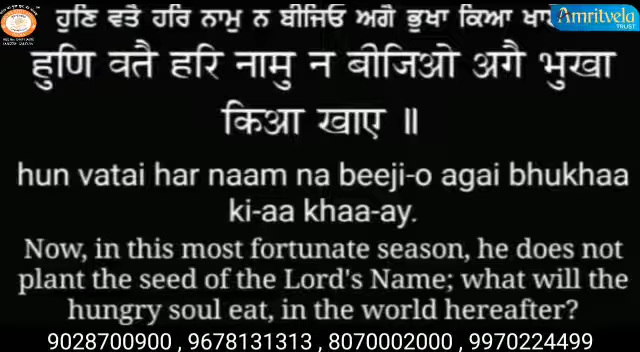 ਹੁਣਿ ਵਤੈ ਹਰਿ ਨਾਮੁ ਨ ਬੀਜਿਓ ਅਗੈ ਭੁਖਾ ਕਿਆ
Amritvela
TRUST
हुणि वतै हरि नामु न बीजिओ अगै भुखा
किआ खाए ॥
hun vatai har naam na beeji-o agai bhukhaa
ki-aa khaa-ay.
Now, in this most fortunate season, he does not
plant the seed of the Lord's Name; what will the
hungry soul eat, in the world hereafter?
9028700900 , 9678131313 , 8070002000 , 9970224499